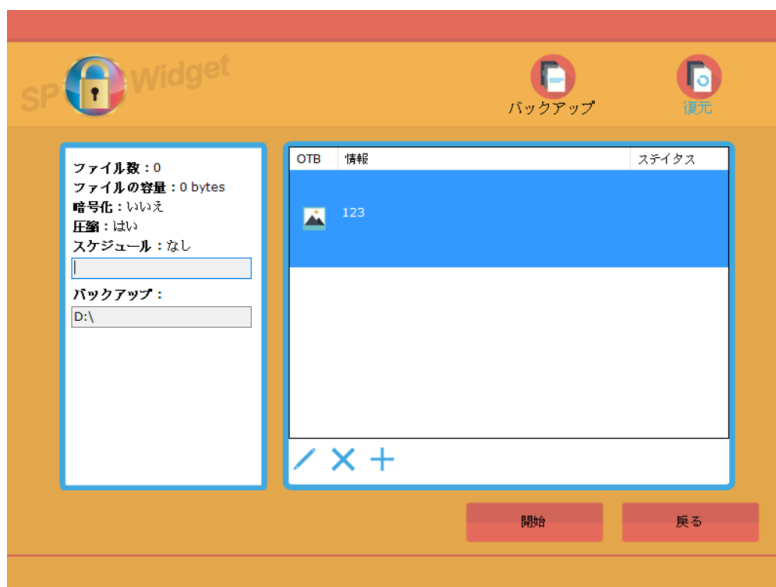 SP Widget
バックアップ
復元
ファイル数：0
ファイルの容量：0 bytes
暗号化：いいえ
圧縮：はい
スケジュール：なし
バックアップ：
D:\
OTB 情報 ステイタス
123
開始
戻る